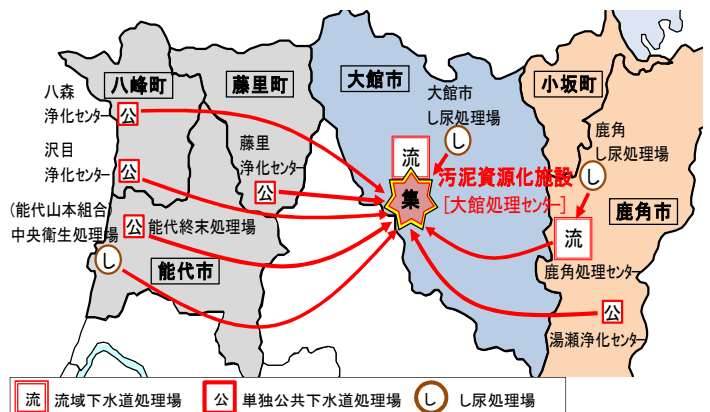 八峰町
藤里町
大館市
小坂町
八森
浄化センター
公
大館市
し尿処理場
し
鹿角
し尿処理場
し
沢目
浄化センター
公
藤里
浄化センター
公
流
集
汚泥資源化施設
[大館処理センター]
鹿角市
(能代山本組合)
中央衛生処理場
し
公
能代終末処理場
能代市
流
鹿角処理センター
公
湯瀬浄化センター
流 流域下水道処理場 公 単独公共下水道処理場 し し尿処理場